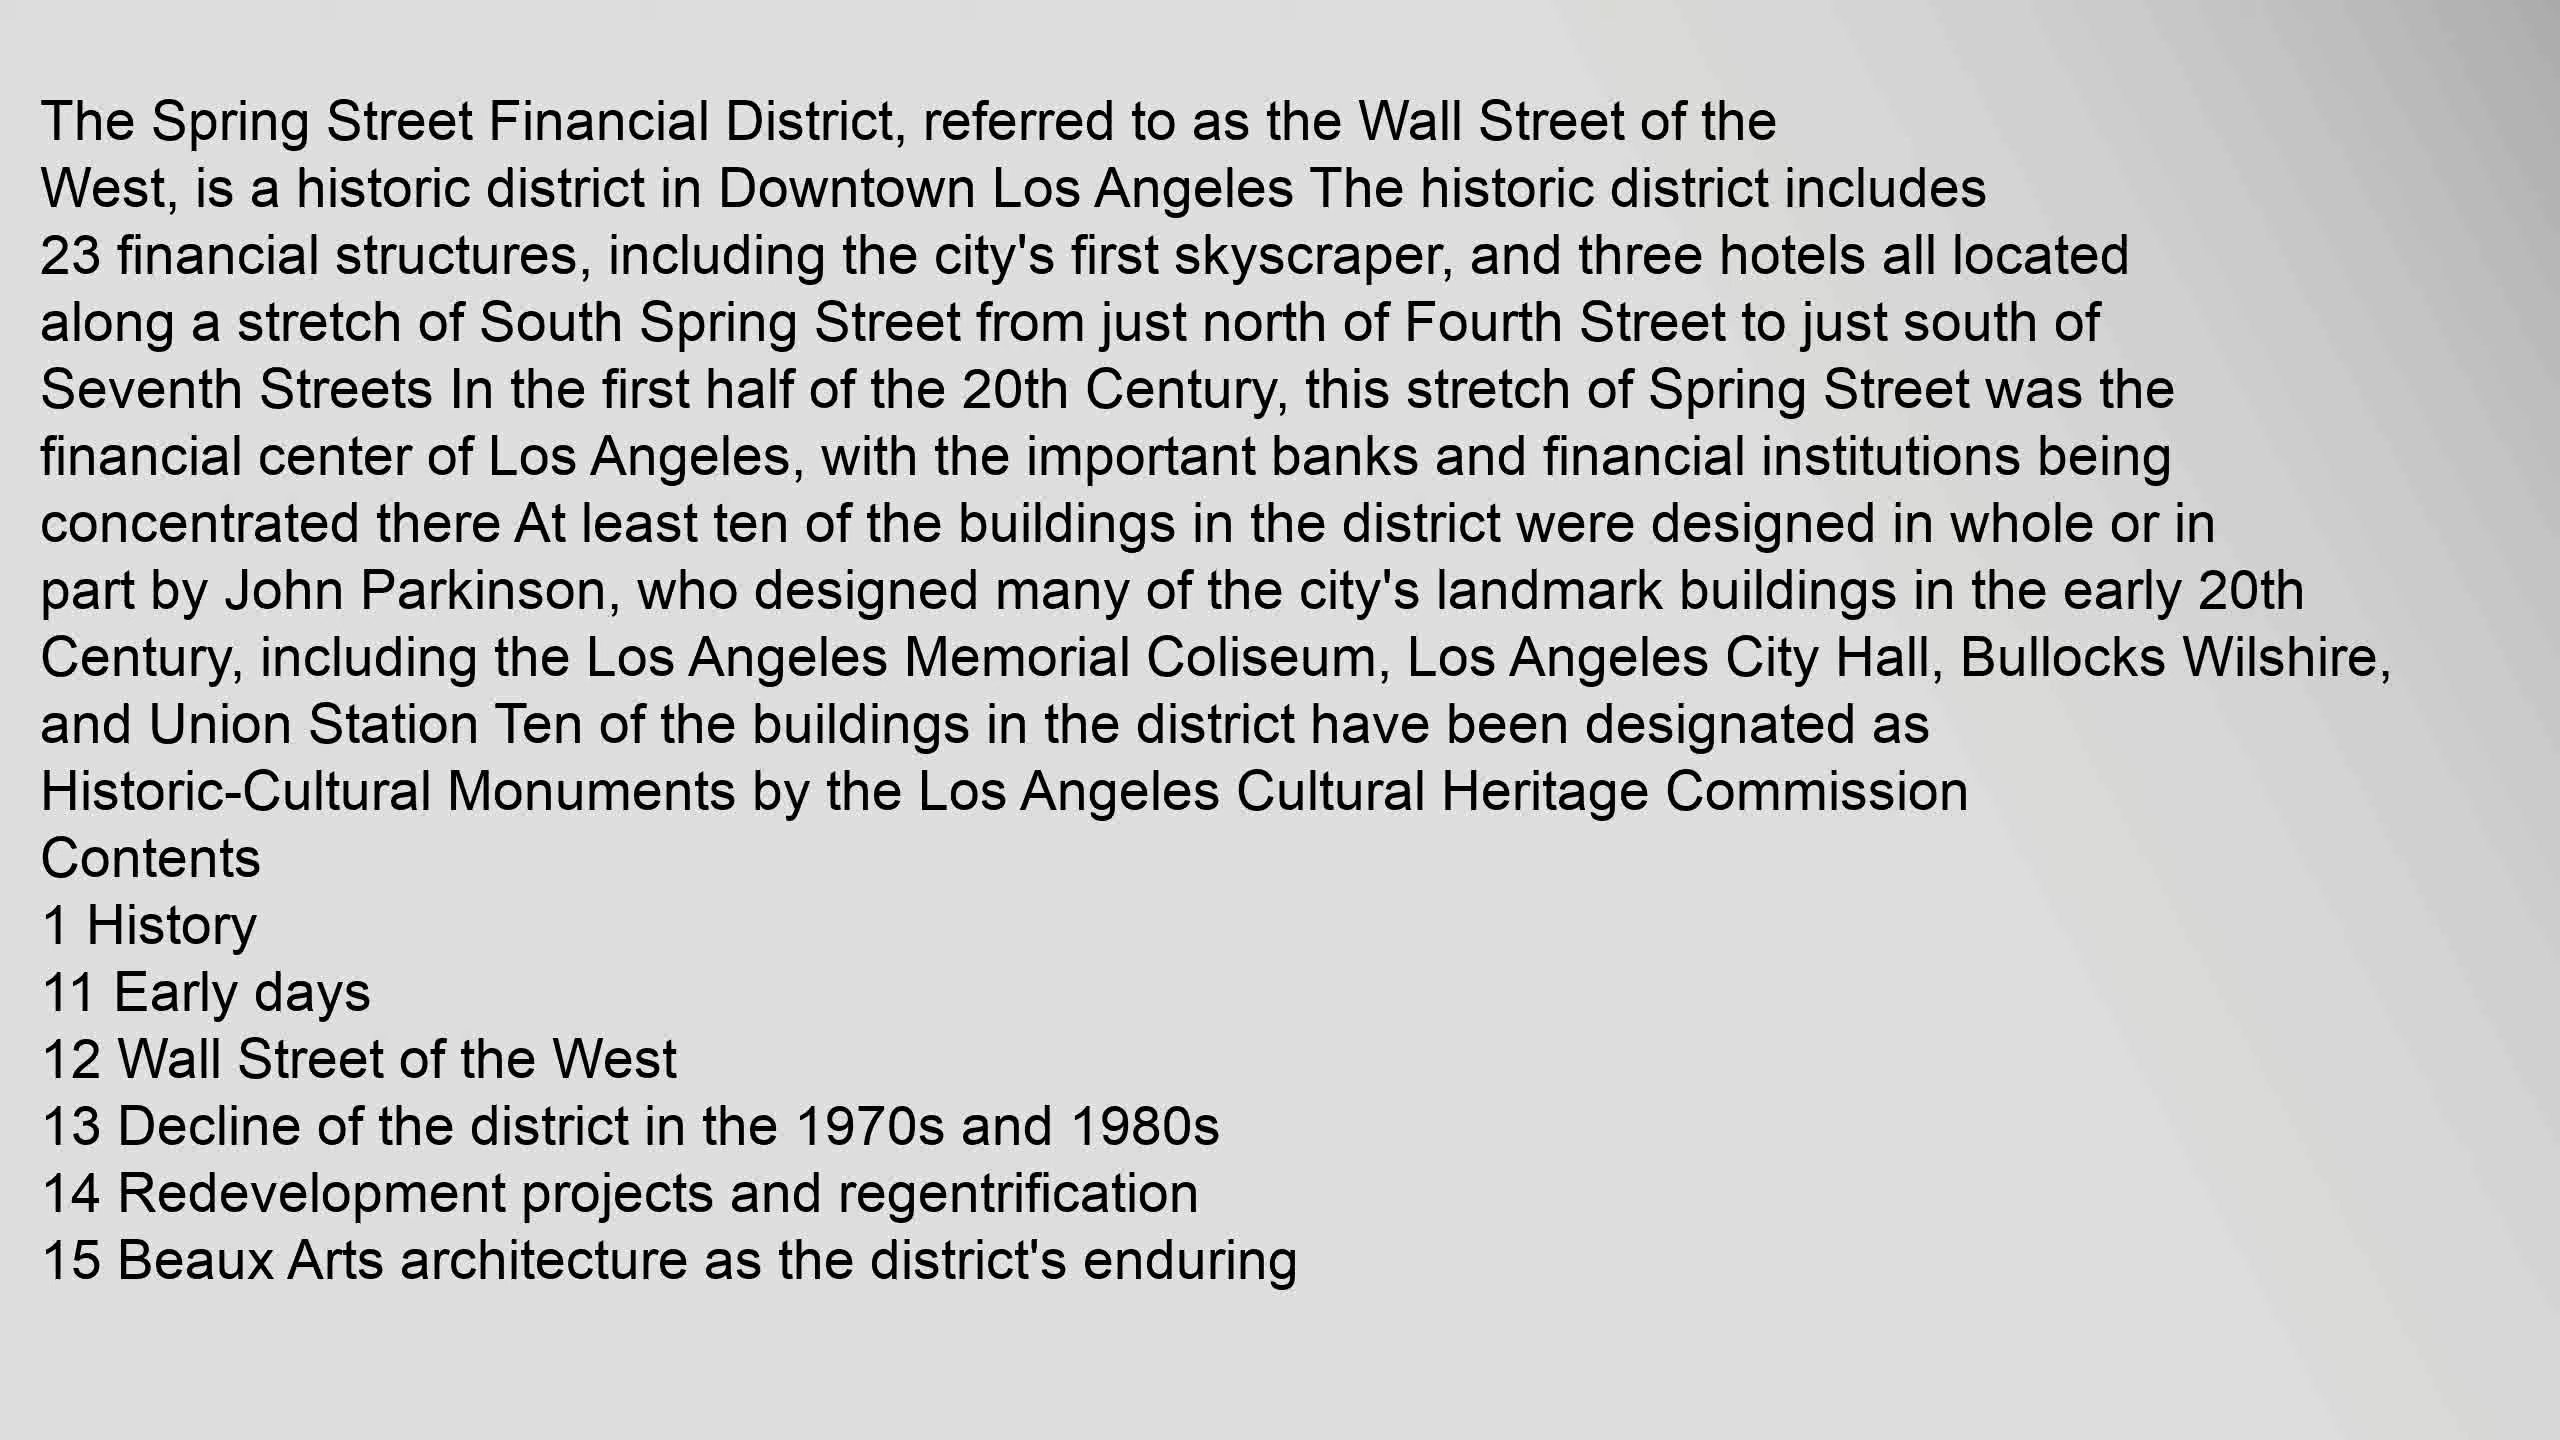 The Spring Street Financial District, referred to as the Wall Street of the
West, is a historic district in Downtown Los Angeles The historic district includes
23 financial structures, including the city's first skyscraper, and three hotels all located
along a stretch of South Spring Street from just north of Fourth Street to just south of
Seventh Streets In the first half of the 20th Century, this stretch of Spring Street was the
financial center of Los Angeles, with the important banks and financial institutions being
concentrated there At least ten of the buildings in the district were designed in whole or in
part by John Parkinson, who designed many of the city's landmark buildings in the early 20th
Century, including the Los Angeles Memorial Coliseum, Los Angeles City Hall, Bullocks Wilshire,
and Union Station Ten of the buildings in the district have been designated as
Historic-Cultural Monuments by the Los Angeles Cultural Heritage Commission
Contents
1 History
11 Early days
12 Wall Street of the West
13 Decline of the district in the 1970s and 1980s
14 Redevelopment projects and regentrification
15 Beaux Arts architecture as the district's enduring